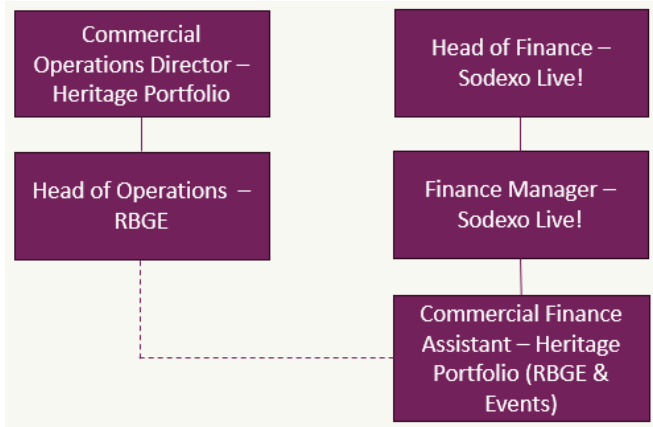 Commercial
Operations Director –
Heritage Portfolio
Head of Finance –
Sodexo Live!
Head of Operations –
RBGE
Finance Manager –
Sodexo Live!
Commercial Finance
Assistant – Heritage
Portfolio (RBGE &
Events)